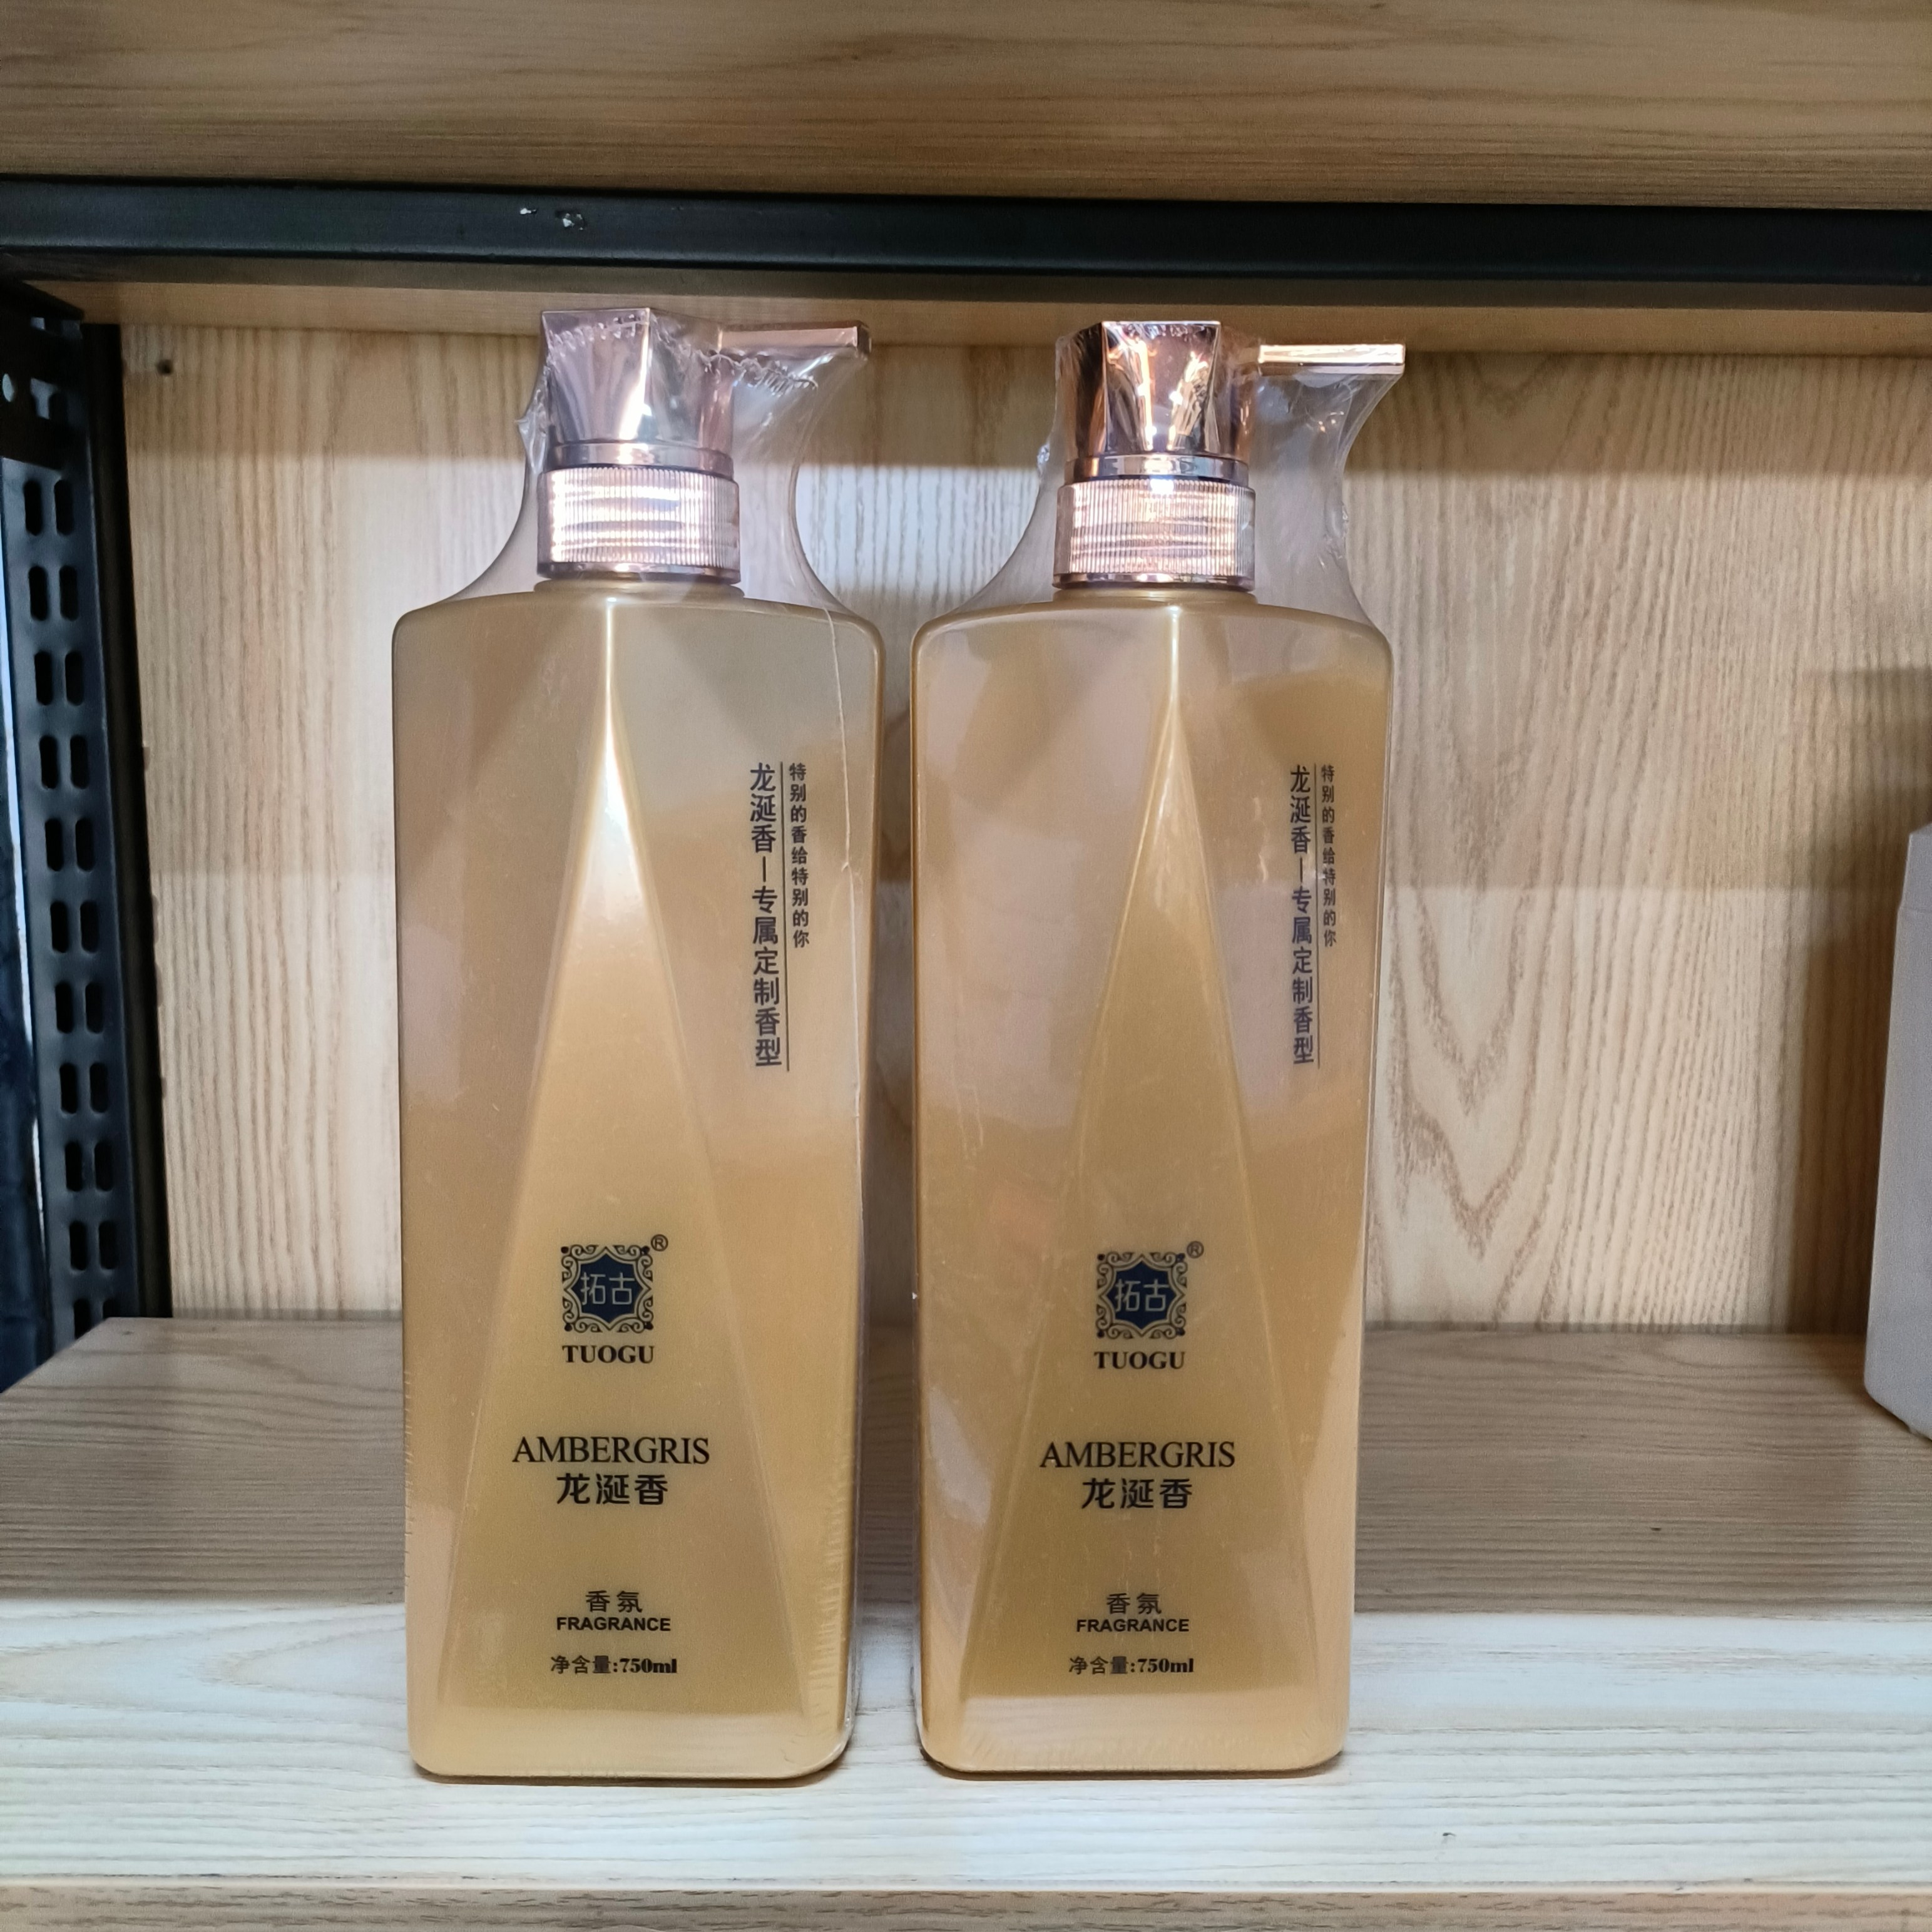 特别的香给特别的你
龙涎香—专属定制香型
拓古®
TUOGU
AMBERGRIS
龙涎香
香氛
FRAGRANCE
净含量:750ml
特别的香给特别的你
龙涎香—专属定制香型
拓古®
TUOGU
AMBERGRIS
龙涎香
香氛
FRAGRANCE
净含量:750ml